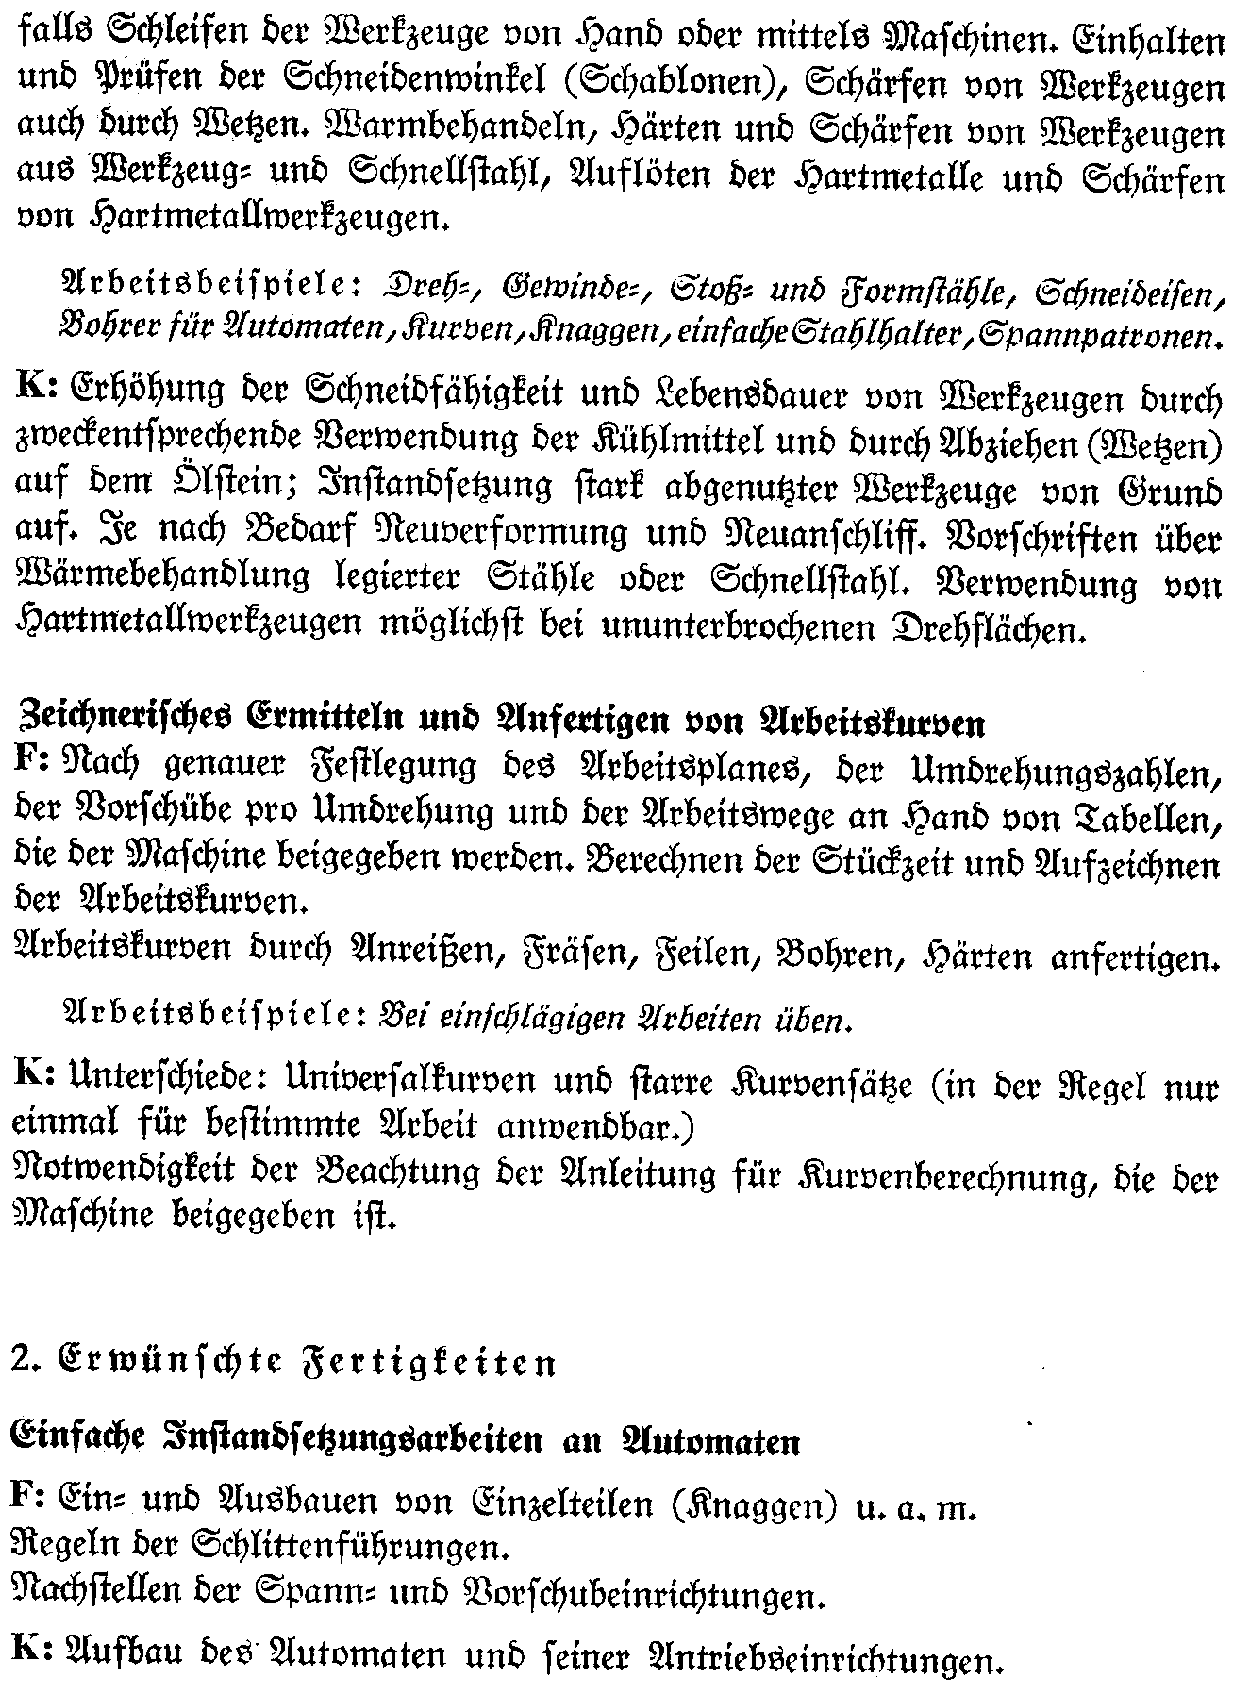 falls Schleifen der Werkzeuge von Hand oder mittels Maschinen. Einhalten
und Prüfen der Schneidenwinkel (Schablonen), Schärfen von Werkzeugen
auch durch Wetzen. Warmbehandeln, Härten und Schärfen von Werkzeugen
aus Werkzeug- und Schnellstahl, Auflöten der Hartmetalle und Schärfen
von Hartmetallwerkzeugen.
Arbeitsbeispiele: Dreh-, Gewinde-, Stoß- und Formstähle, Schneideisen,
Bohrer für Automaten, Kurven, Knaggen, einfache Stahlhalter, Spannpatronen.
K: Erhöhung der Schneidfähigkeit und Lebensdauer von Werkzeugen durch
zweckentsprechende Verwendung der Kühlmittel und durch Abziehen (Wetzen)
auf dem Ölstein; Instandsetzung stark abgenutzter Werkzeuge von Grund
auf. Je nach Bedarf Neuverformung und Neuanschliff. Vorschriften über
Wärmebehandlung legierter Stähle oder Schnellstahl. Verwendung von
Hartmetallwerkzeugen möglichst bei ununterbrochenen Drehflächen.
Zeichnerisches Ermitteln und Anfertigen von Arbeitskurven
F: Nach genauer Festlegung des Arbeitsplanes, der Umdrehungszahlen,
der Vorschübe pro Umdrehung und der Arbeitswege an Hand von Tabellen,
die der Maschine beigegeben werden. Berechnen der Stückzeit und Aufzeichnen
der Arbeitskurven.
Arbeitskurven durch Anreißen, Fräsen, Feilen, Bohren, Härten anfertigen.
Arbeitsbeispiele: Bei einschlägigen Arbeiten üben.
K: Unterschiede: Universalkurven und starre Kurvensätze (in der Regel nur
einmal für bestimmte Arbeit anwendbar.)
Notwendigkeit der Beachtung der Anleitung für Kurvenberechnung, die der
Maschine beigegeben ist.
2. Erwünschte Fertigkeiten
Einfache Instandsetzungsarbeiten an Automaten
F: Ein- und Ausbauen von Einzelteilen (Knaggen) u. a. m.
Regeln der Schlittenführungen.
Nachstellen der Spann- und Vorschubeinrichtungen.
K: Aufbau des Automaten und seiner Antriebseinrichtungen.